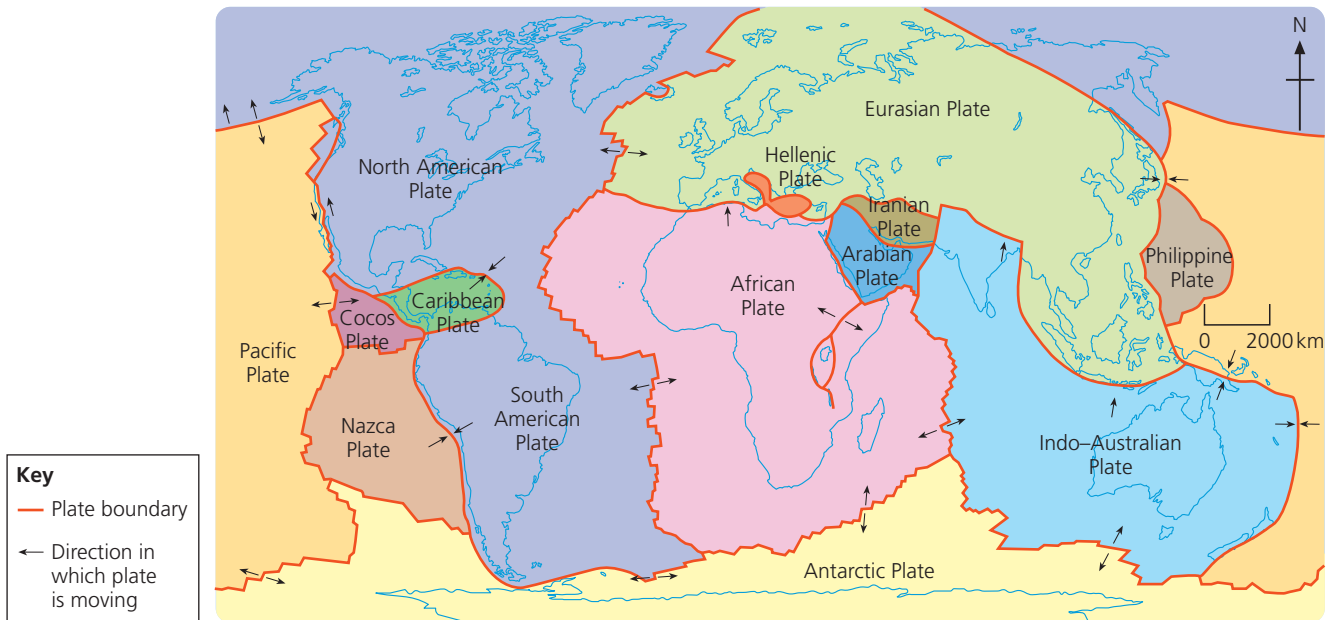 N
Eurasian Plate
Hellenic
Plate
North American
Plate
Iranian
Plate
Arabian
Plate
Philippine
Plate
African
Plate
Caribbean
Plate
Cocos
Plate
0 2000 km
Pacific
Plate
South
American
Plate
Nazca
Plate
Indo–Australian
Plate
Antarctic Plate
Key
Plate boundary
Direction in
which plate
is moving